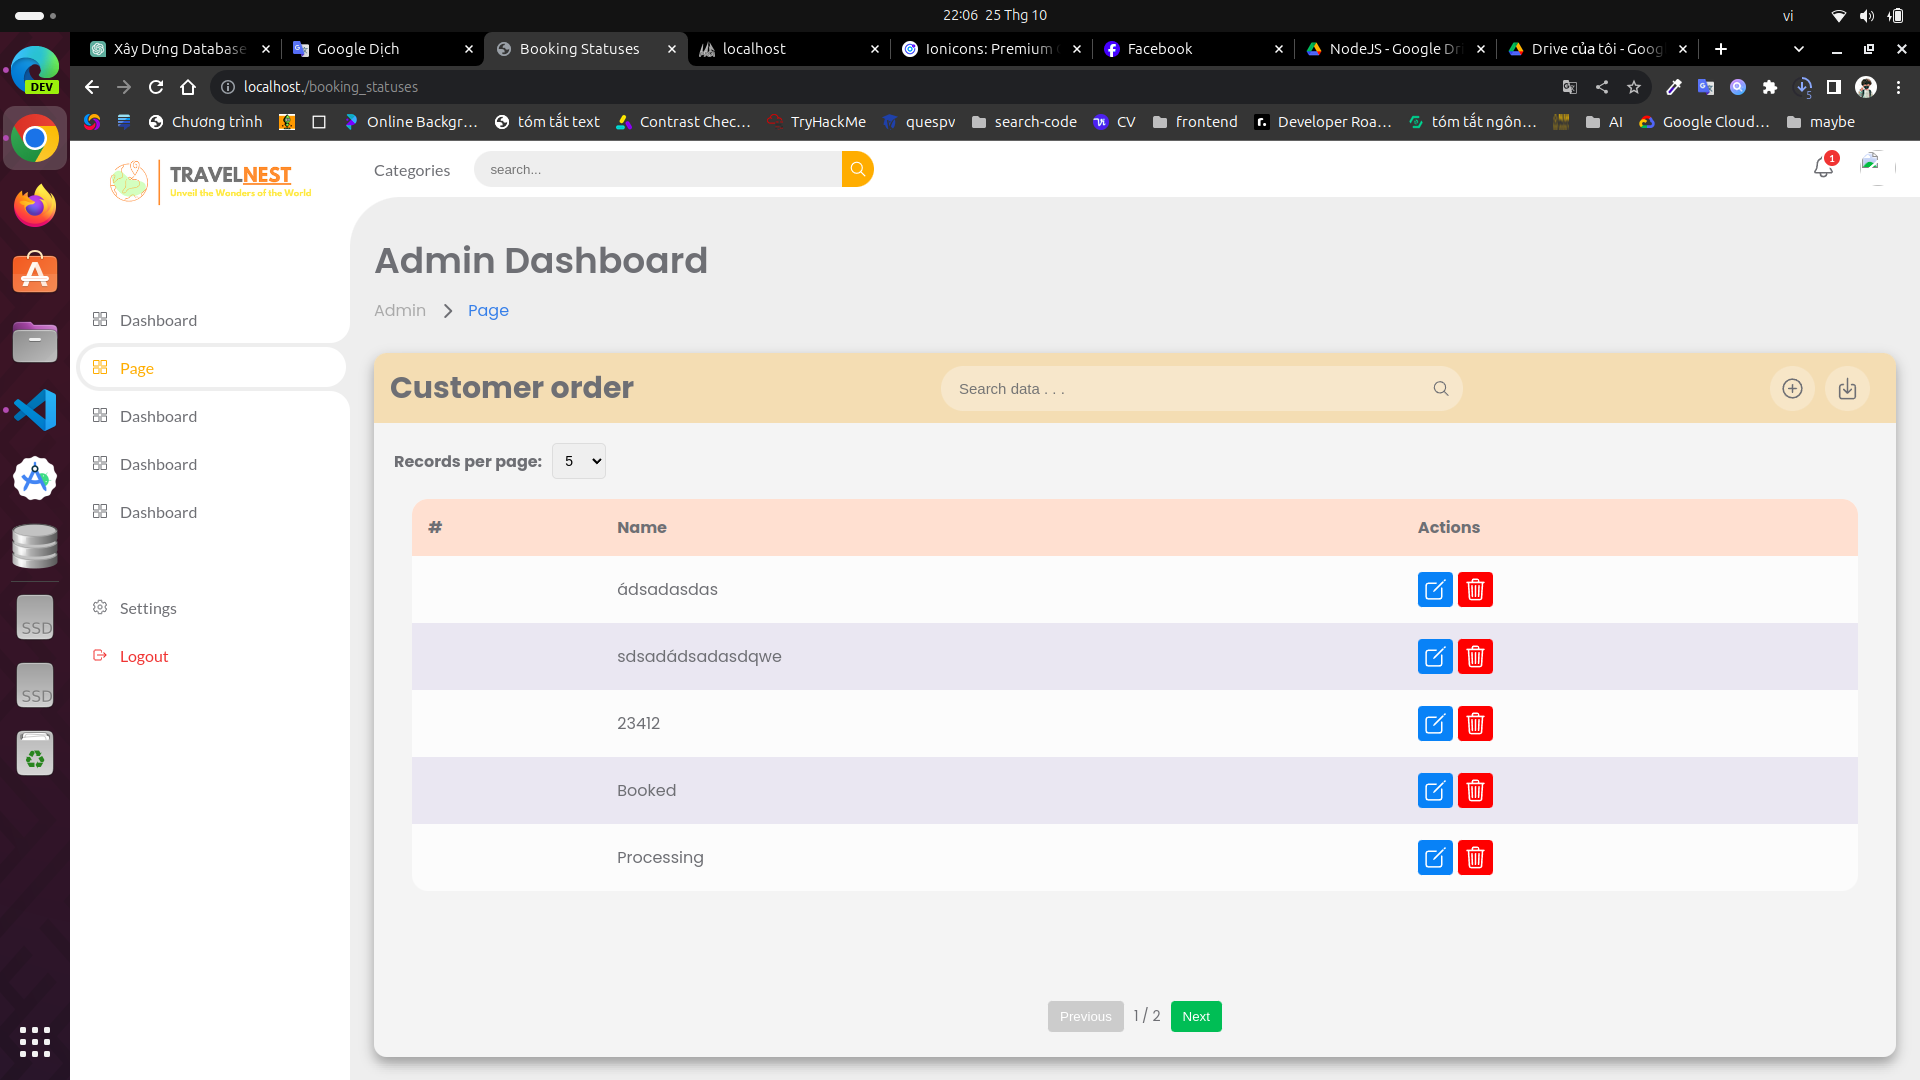 22:06 25 Thg 10
vi
Xây Dựng Database
Google Dịch
Booking Statuses
localhost
Ionicons: Premium
Facebook
NodeJS - Google Dri
Drive của tôi - Goog
DEV
localhost./booking_statuses
5
Chương trình
Online Backgr...
tóm tắt text
Contrast Chec...
TryHackMe
quespv
search-code
CV
frontend
Developer Roa...
tóm tắt ngôn...
AI
Google Cloud...
maybe
TRAVELNEST
Unveil the Wonders of the World
Categories
search...
1
Admin Dashboard
Admin
Page
Dashboard
Page
Dashboard
Dashboard
Dashboard
Settings
Logout
Customer order
Search data . . .
Records per page:
5
# Name Actions
ádsadasdas
sdsadádsadasdqwe
23412
Booked
Processing
Previous
1 / 2
Next
SSD
SSD